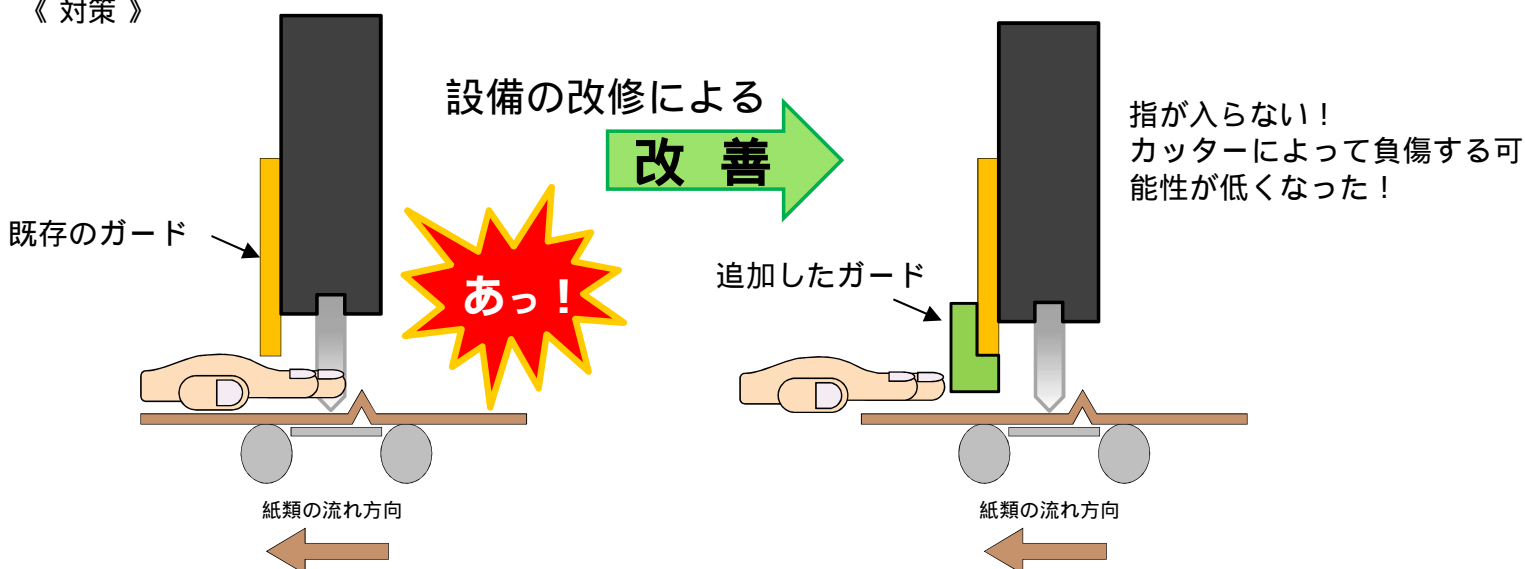 《 対策 》
設備の改修による
改 善
既存のガード
あっ！
指が入らない！
カッターによって負傷する可
能性が低くなった！
追加したガード
紙類の流れ方向
紙類の流れ方向